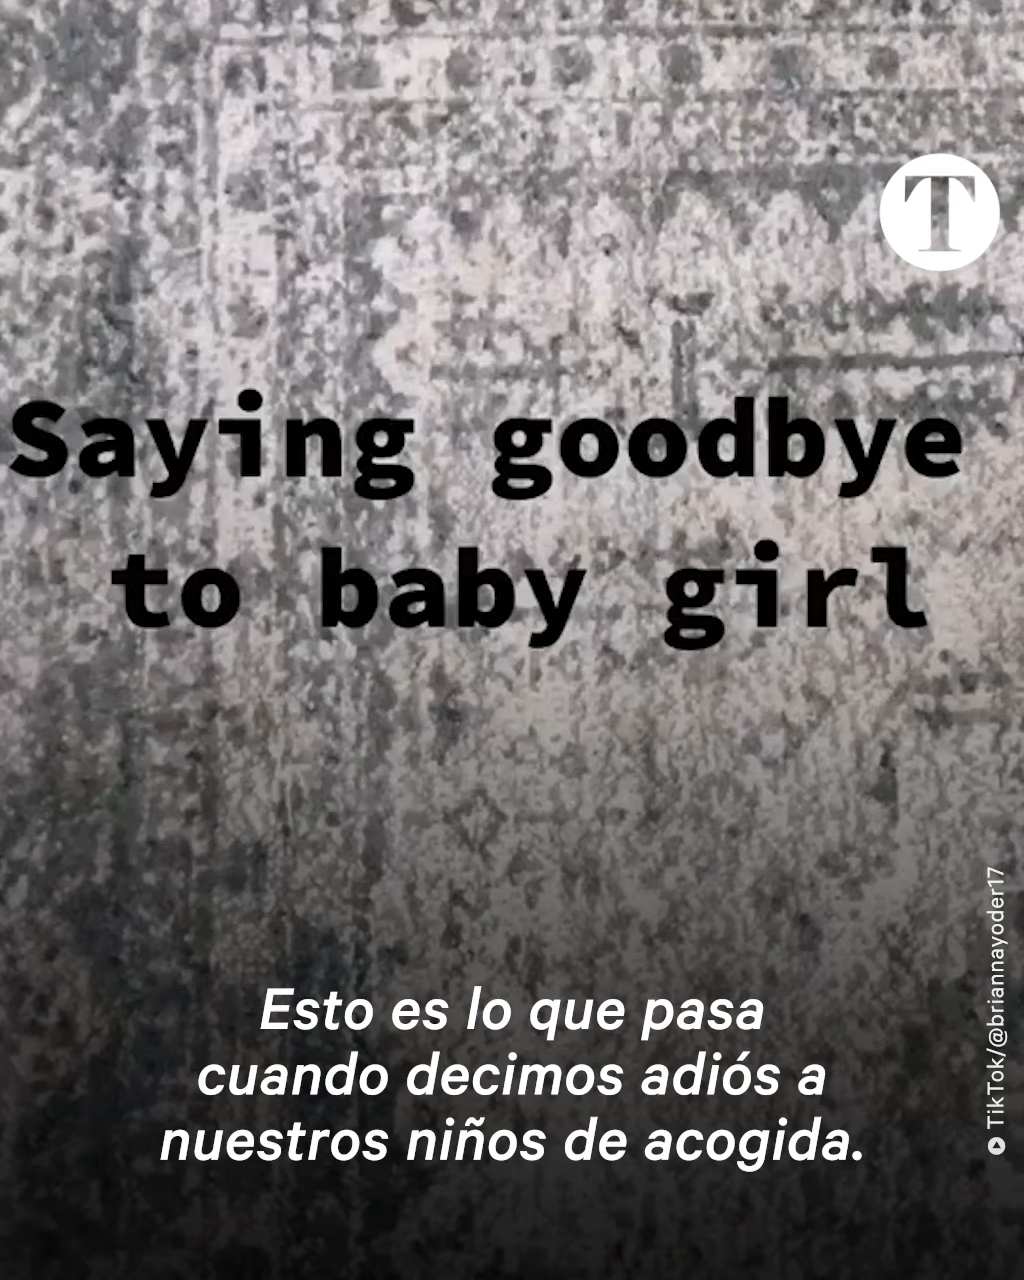 T
Saying goodbye
to baby girl
Esto es lo que pasa
cuando decimos adiós a
nuestros niños de acogida.
TikTok/@briannayoder17